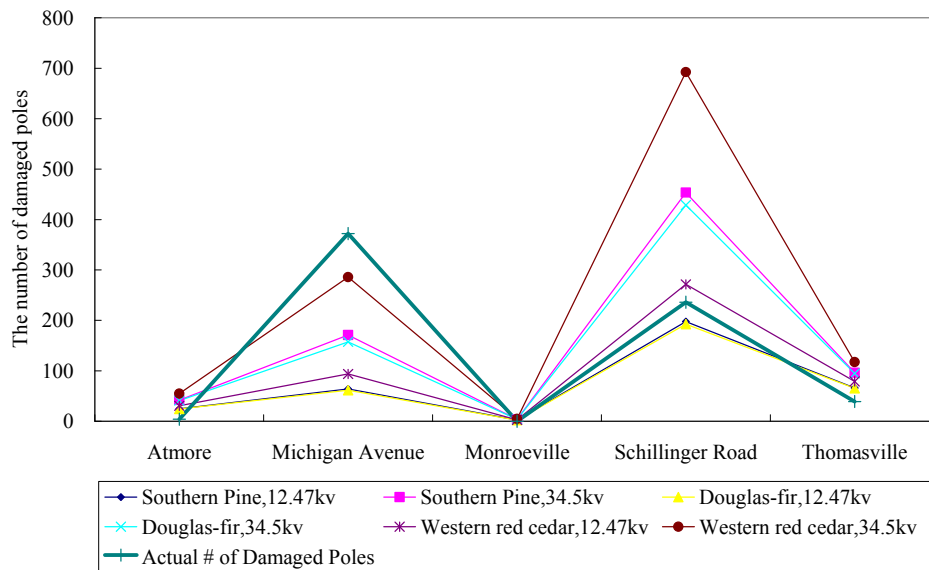 800
700
600
500
400
300
200
100
0
The number of damaged poles
Atmore Michigan Avenue Monroeville Schillinger Road Thomasville
Southern Pine,12.47kv Southern Pine,34.5kv Douglas-fir,12.47kv
Douglas-fir,34.5kv Western red cedar,12.47kv Western red cedar,34.5kv
Actual # of Damaged Poles